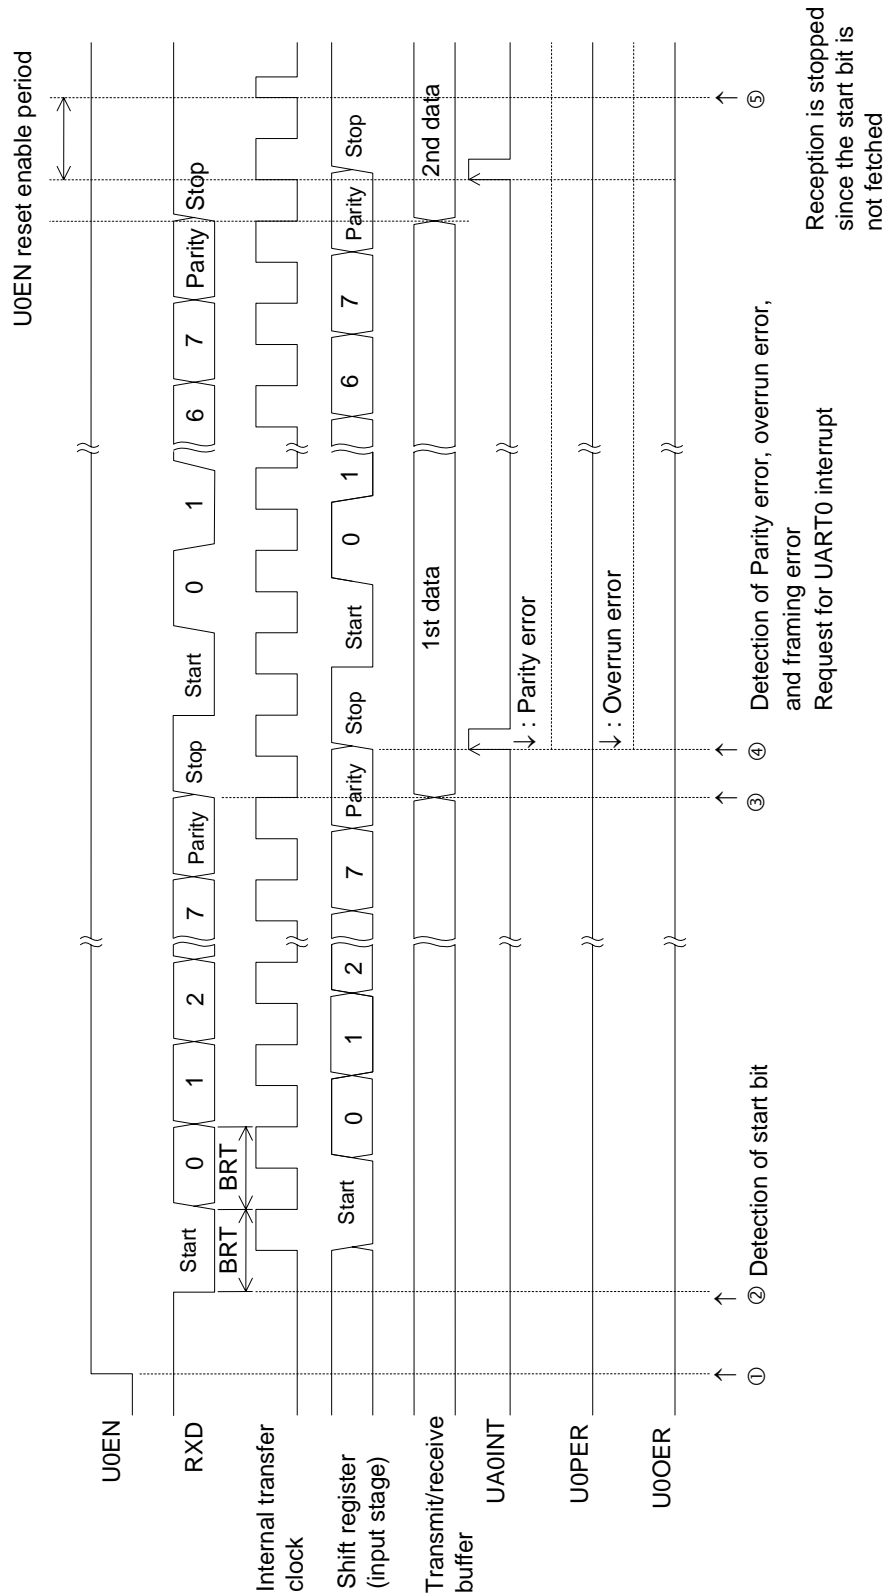 U0EN reset enable period
U0EN
RXD
Start
0
1
2
7
Parity
Stop
Start
0
1
6
7
Parity
Stop
BRT
BRT
Internal transfer
clock
Shift register
(input stage)
Start
0
1
2
7
Parity
Stop
Start
0
1
6
7
Parity
Stop
Transmit/receive
buffer
1st data
2nd data
UA0INT
↓ : Parity error
U0PER
↓ : Overrun error
U0OER
①
② Detection of start bit
③
④
⑤
Detection of Parity error, overrun error,
and framing error
Request for UART0 interrupt
Reception is stopped
since the start bit is
not fetched